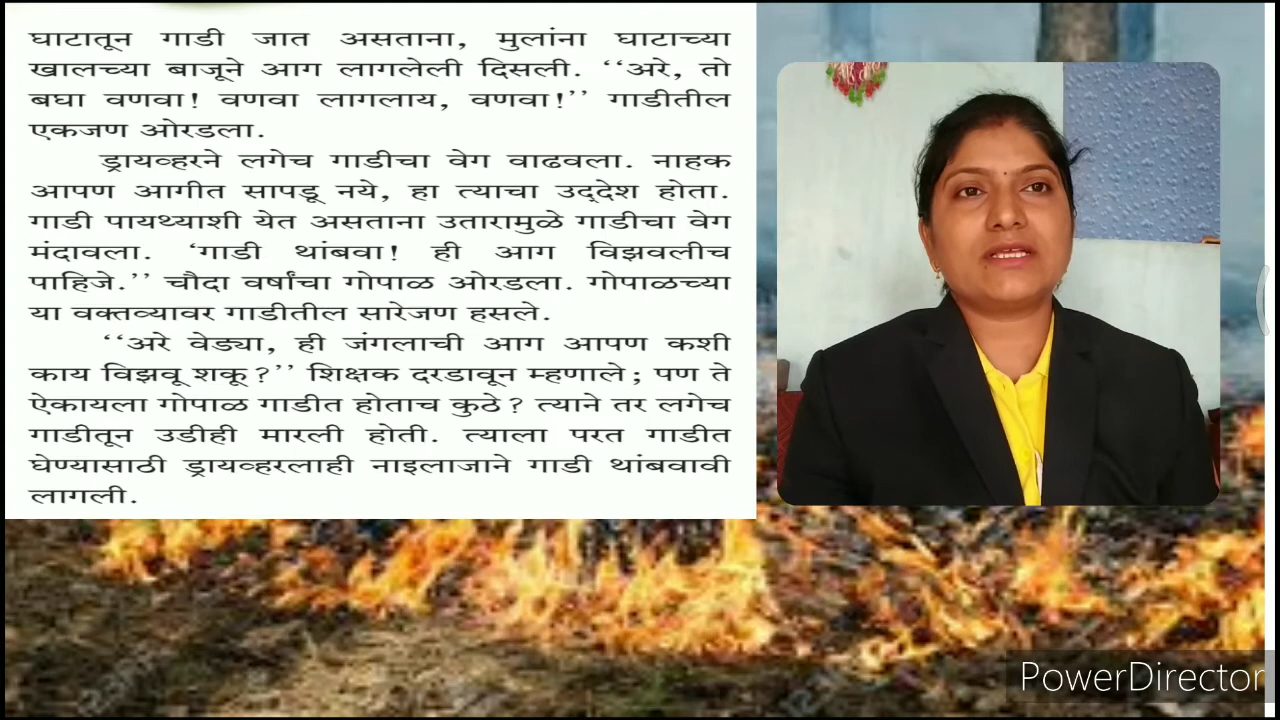 घाटातून गाडी जात असताना, मुलांना घाटाच्या
खालच्या बाजूने आग लागलेली दिसली. ‘‘अरे, तो
बघा वणवा! वणवा लागलाय, वणवा!’’ गाडीतील
एकजण ओरडला.
ड्रायव्हरने लगेच गाडीचा वेग वाढवला. नाहक
आपण आगीत सापडू नये, हा त्याचा उद्‌देश होता.
गाडी पायथ्याशी येत असताना उतारामुळे गाडीचा वेग
मंदावला. ‘गाडी थांबवा! ही आग विझवलीच
पाहिजे.’’ चौदा वर्षांचा गोपाळ ओरडला. गोपाळच्या
या वक्तव्यावर गाडीतील सारेजण हसले.
‘‘अरे वेड्या, ही जंगलाची आग आपण कशी
काय विझवू शकू?’’ शिक्षक दरडावून म्हणाले; पण ते
ऐकायला गोपाळ गाडीत होताच कुठे? त्याने तर लगेच
गाडीतून उडीही मारली होती. त्याला परत गाडीत
घेण्यासाठी ड्रायव्हरलाही नाइलाजाने गाडी थांबवावी
लागली.
PowerDirector